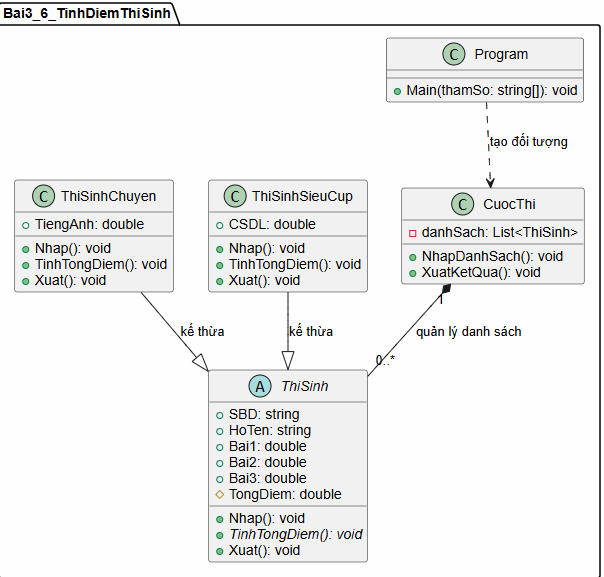 Bai3_6_TinhDiemThiSinh
C Program
Main(thamSo: string[]): void
tạo đối tượng
C ThiSinhChuyen
TiengAnh: double
Nhap(): void
TinhTongDiem(): void
Xuat(): void
C ThiSinhSieuCup
CSDL: double
Nhap(): void
TinhTongDiem(): void
Xuat(): void
C CuocThi
danhSach: List<ThiSinh>
NhapDanhSach(): void
XuatKetQua(): void
1
kế thừa
kế thừa
quản lý danh sách
0..*
A ThiSinh
SBD: string
HoTen: string
Bai1: double
Bai2: double
Bai3: double
TongDiem: double
Nhap(): void
TinhTongDiem(): void
Xuat(): void